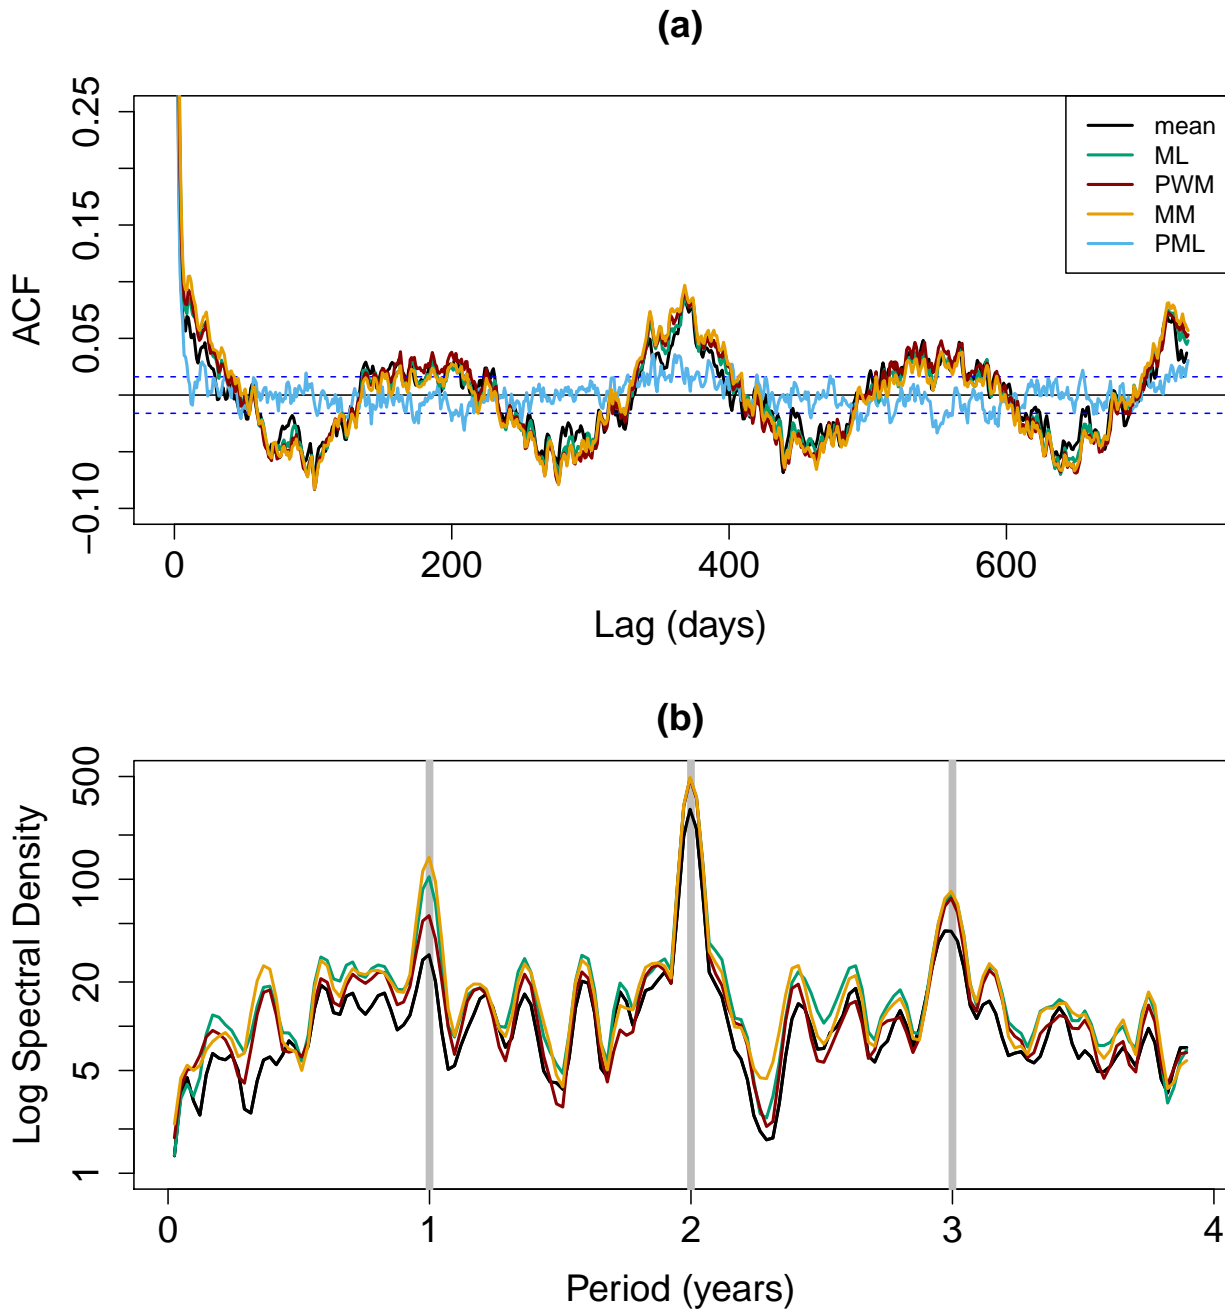 (a)
ACF
0.25
0.15
0.05
−0.10
mean
ML
PWM
MM
PML
0 200 400 600
Lag (days)
(b)
Log Spectral Density
500
100
20
5
1
0 1 2 3 4
Period (years)